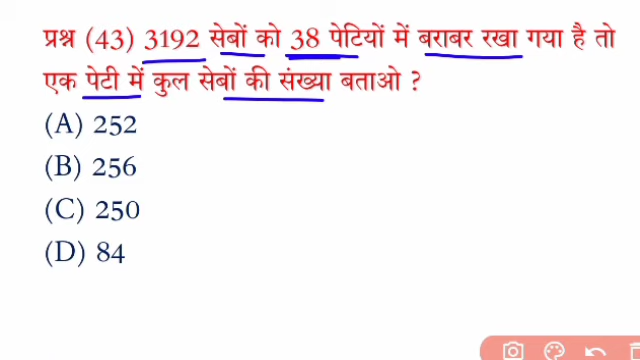 प्रश्न (43) 3192 सेबों को 38 पेटियों में बराबर रखा गया है तो
एक पेटी में कुल सेबों की संख्या बताओ ?
(A) 252
(B) 256
(C) 250
(D) 84